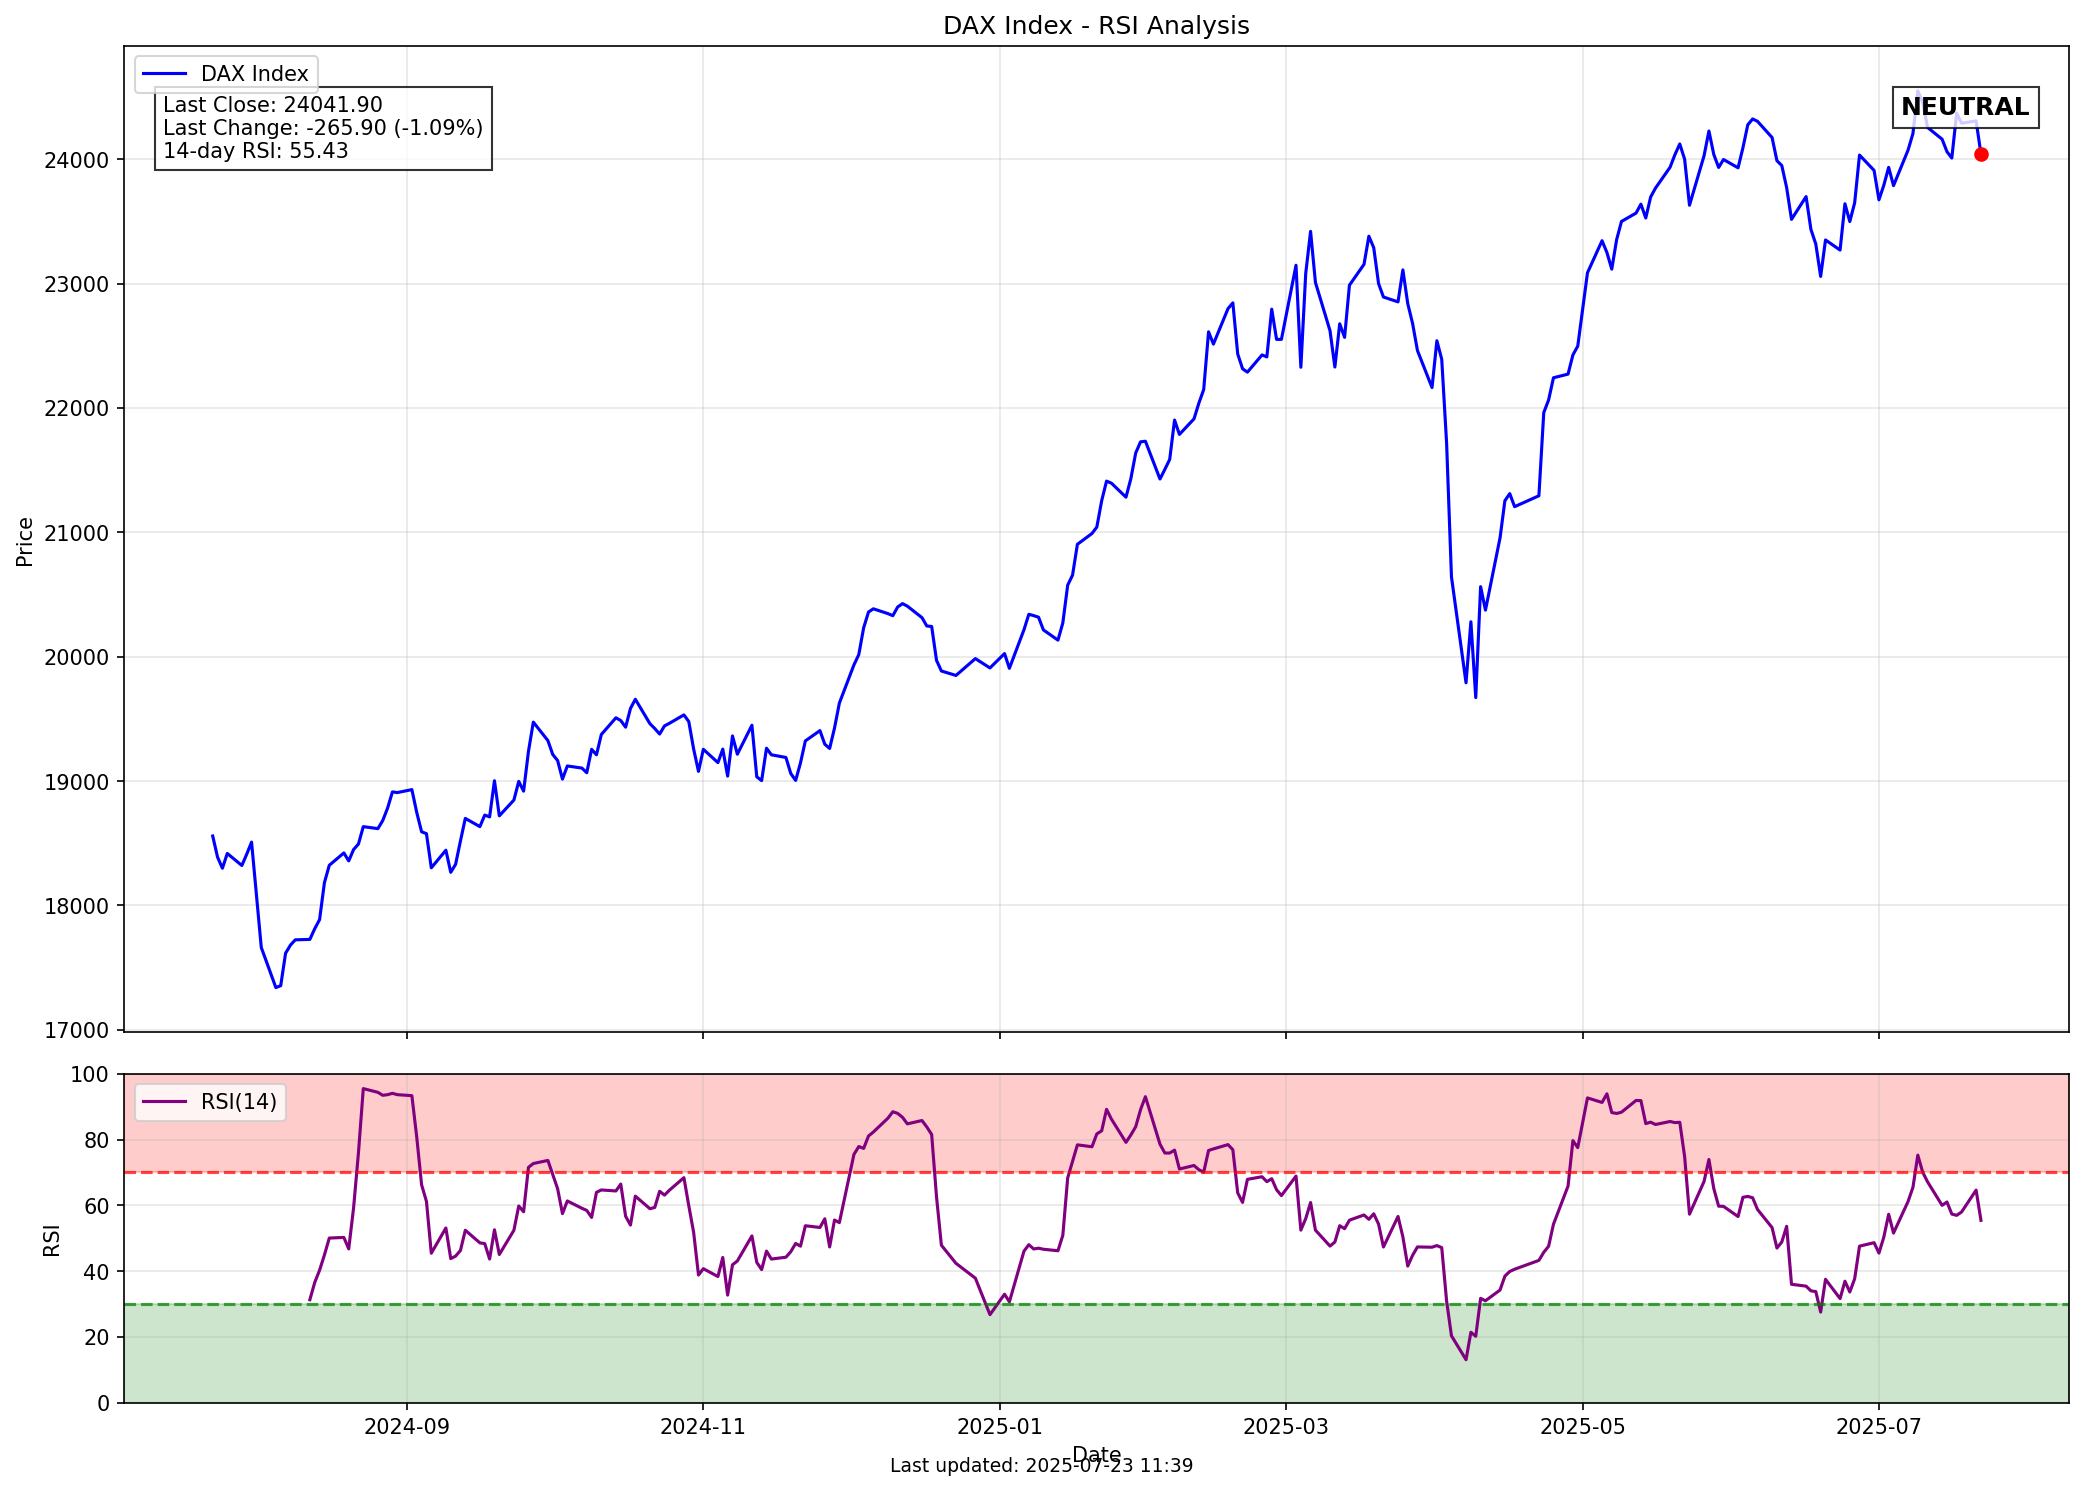 DAX Index - RSI Analysis
DAX Index
Last Close: 24041.90
Last Change: -265.90 (-1.09%)
14-day RSI: 55.43
NEUTRAL
24000
23000
22000
21000
20000
19000
18000
17000
Price
RSI(14)
100
80
60
40
20
0
RSI
2024-09
2024-11
2025-01
2025-03
2025-05
2025-07
Date
Last updated: 2025-07-23 11:39